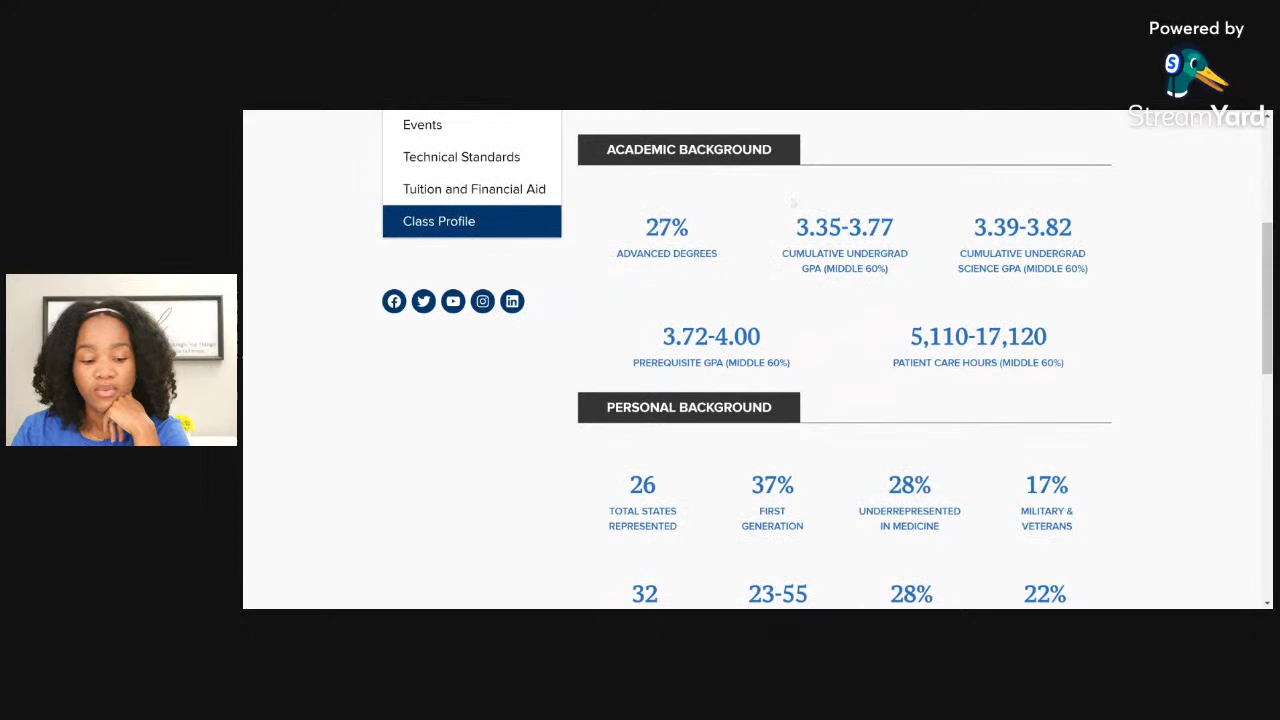 Powered by
StreamYard
Events
Technical Standards
Tuition and Financial Aid
Class Profile
ACADEMIC BACKGROUND
27%
ADVANCED DEGREES
3.35-3.77
CUMULATIVE UNDERGRAD
GPA (MIDDLE 60%)
3.39-3.82
CUMULATIVE UNDERGRAD
SCIENCE GPA (MIDDLE 60%)
3.72-4.00
PREREQUISITE GPA (MIDDLE 60%)
5,110-17,120
PATIENT CARE HOURS (MIDDLE 60%)
PERSONAL BACKGROUND
26
TOTAL STATES
REPRESENTED
37%
FIRST
GENERATION
28%
UNDERREPRESENTED
IN MEDICINE
17%
MILITARY &
VETERANS
32
23-55
28%
22%